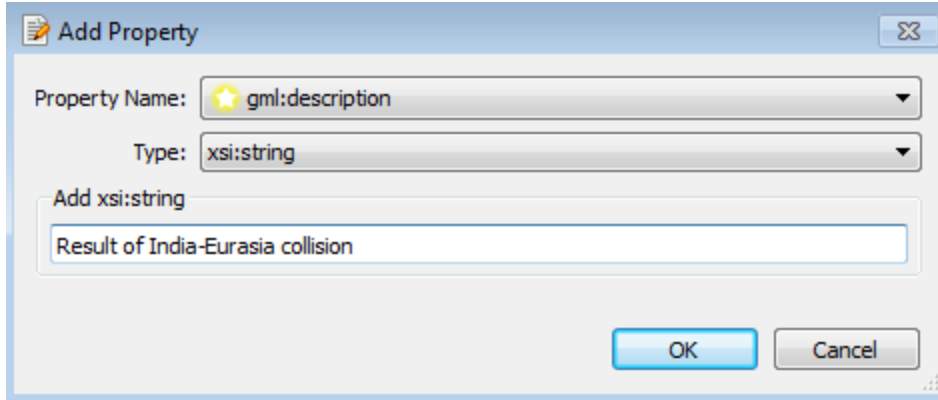 Add Property
Property Name: gml:description
Type: xsi:string
Add xsi:string
Result of India-Eurasia collision
OK Cancel